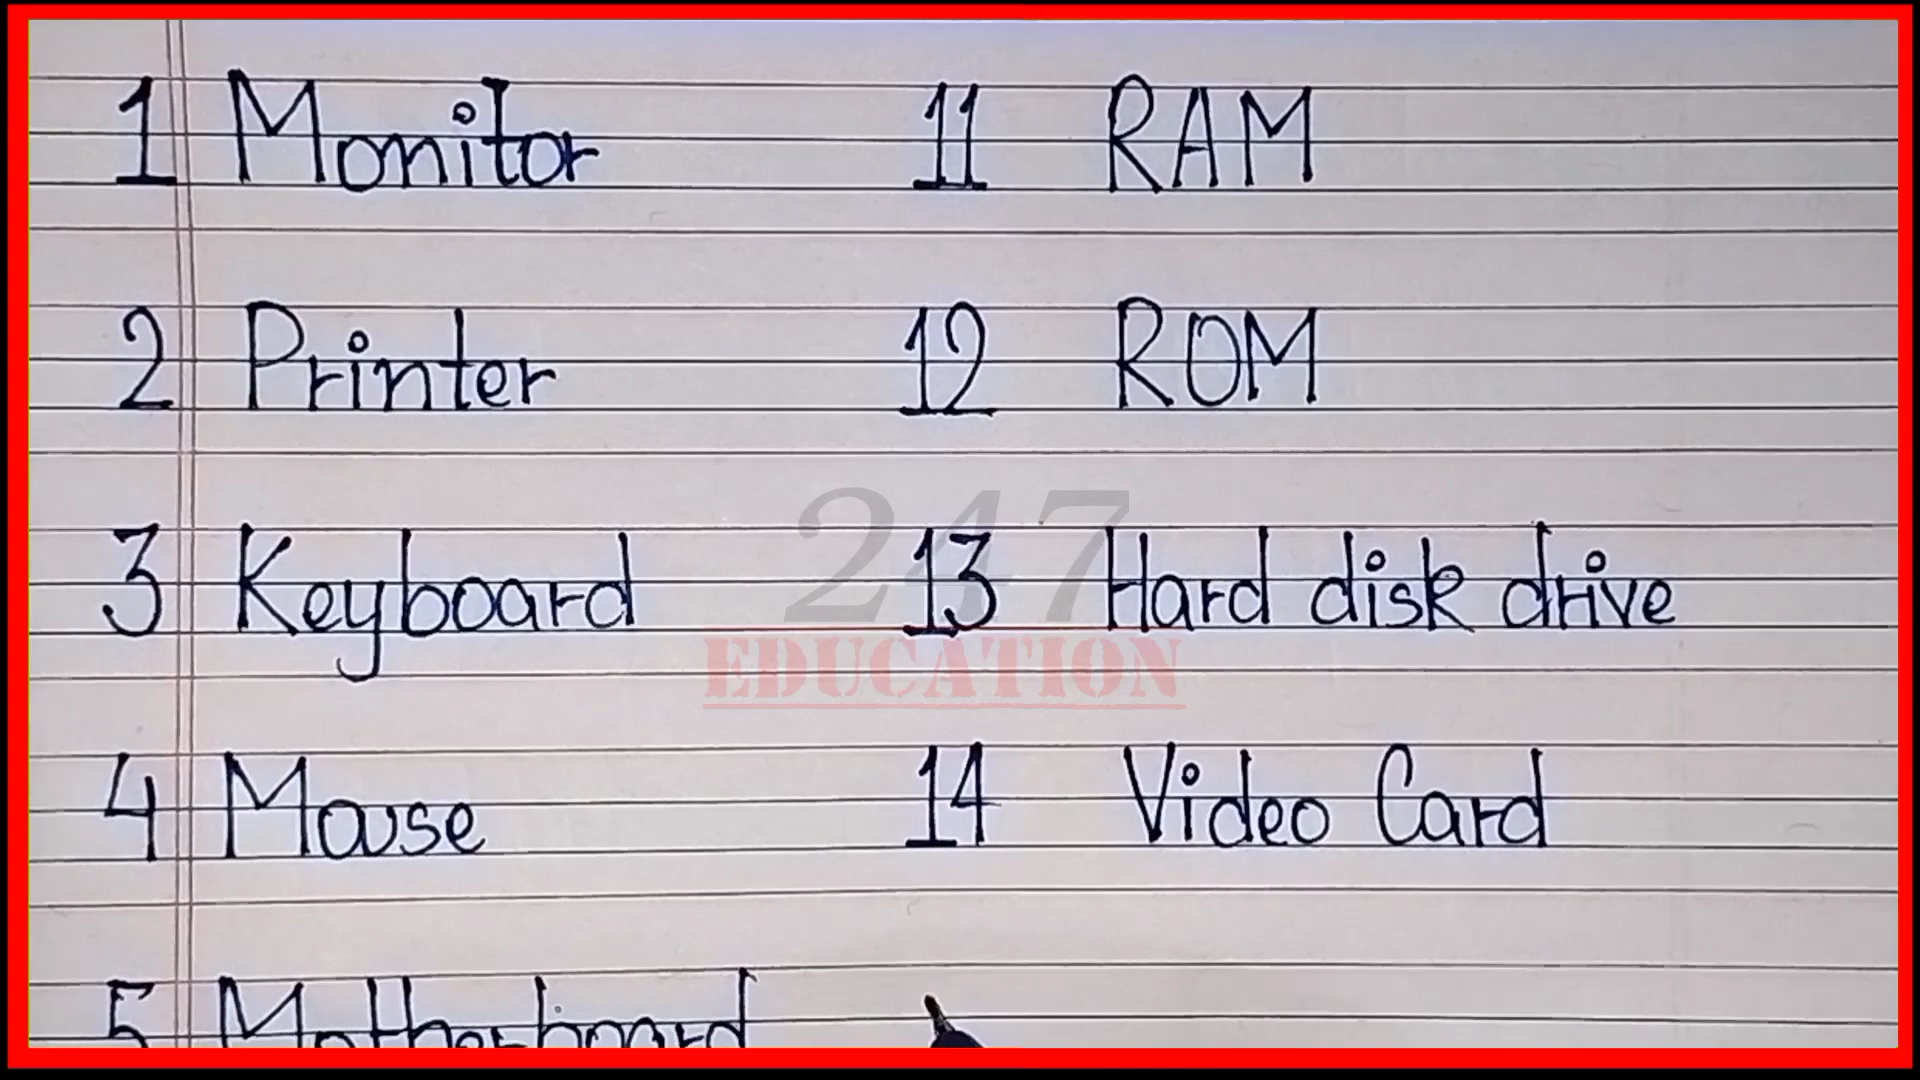 1 Monitor
11 RAM
2 Printer
12 ROM
3 Keyboard
13 Hard disk drive
4 Mouse
14 Video Card
5 Motherboard
247
EDUCATION